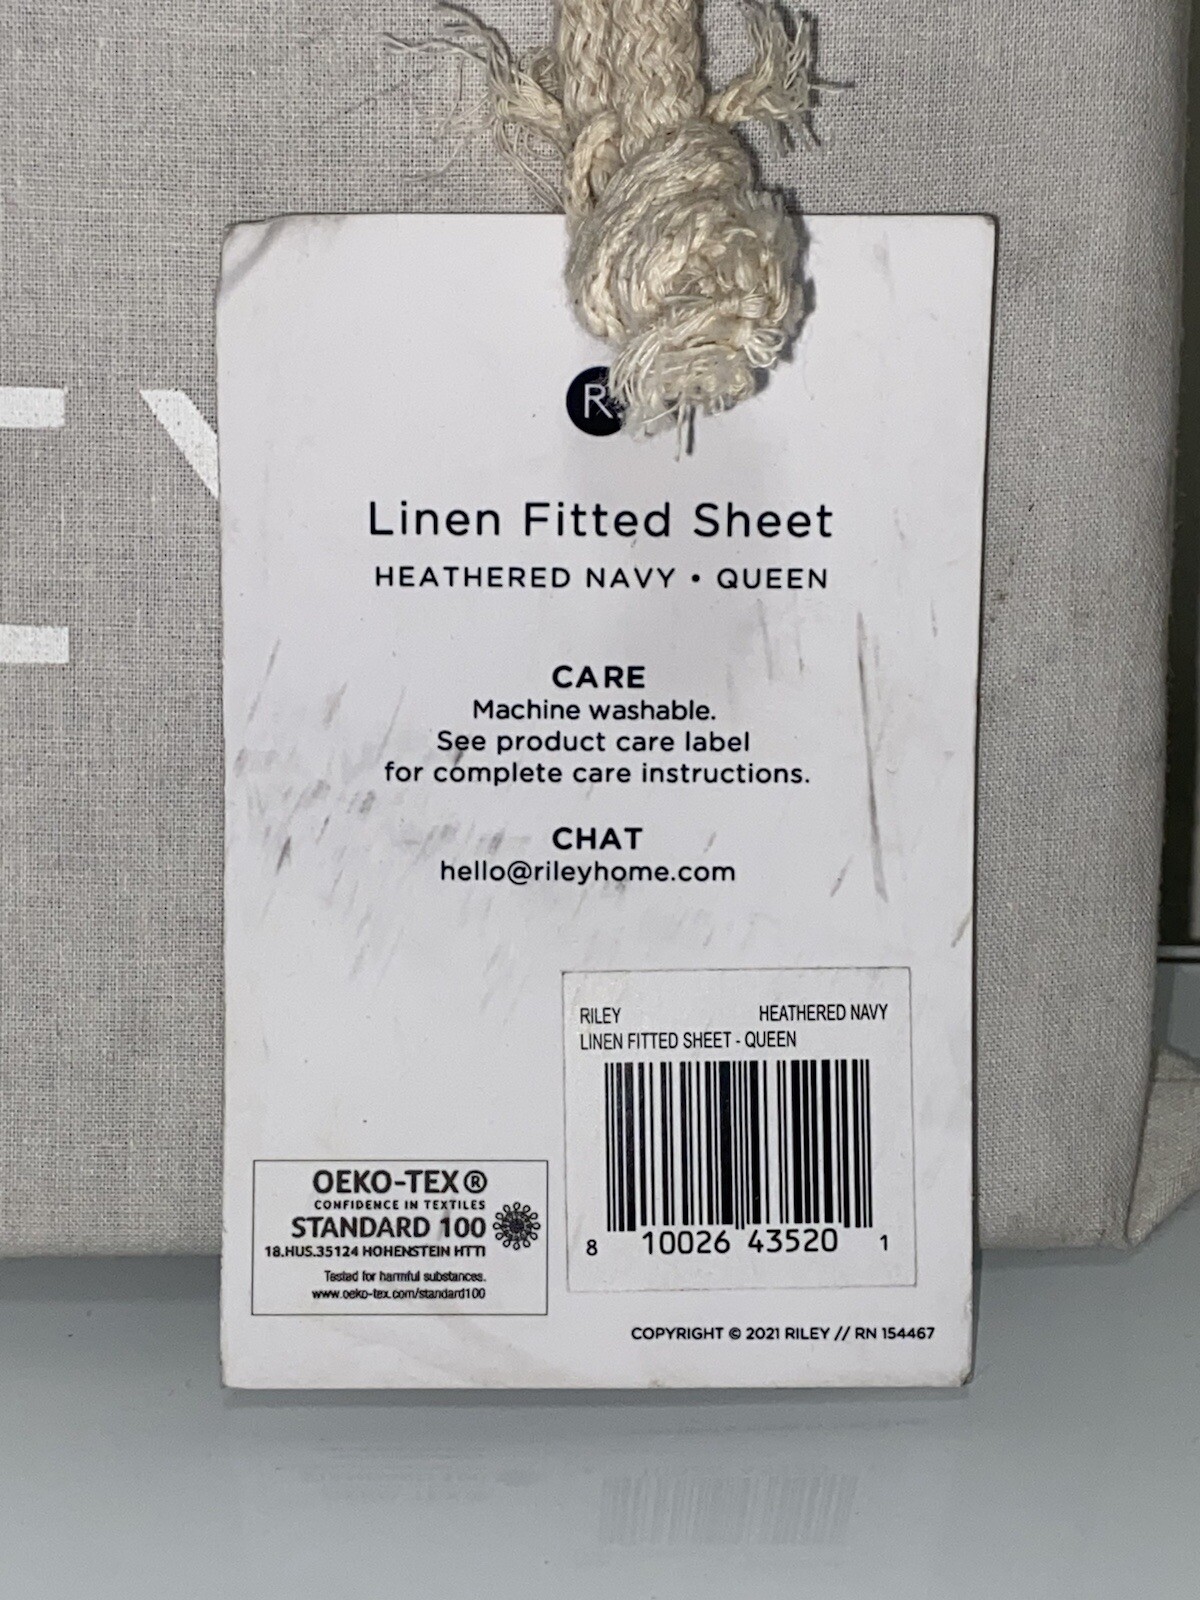 R
Linen Fitted Sheet
HEATHERED NAVY • QUEEN
CARE
Machine washable.
See product care label
for complete care instructions.
CHAT
hello@rileyhome.com
RILEY HEATHERED NAVY
LINEN FITTED SHEET - QUEEN
8 10026 43520 1
OEKO-TEX®
CONFIDENCE IN TEXTILES
STANDARD 100
18.HUS.35124 HOHENSTEIN HTTI
Tested for harmful substances.
www.oeko-tex.com/standard100
COPYRIGHT © 2021 RILEY // RN 154467